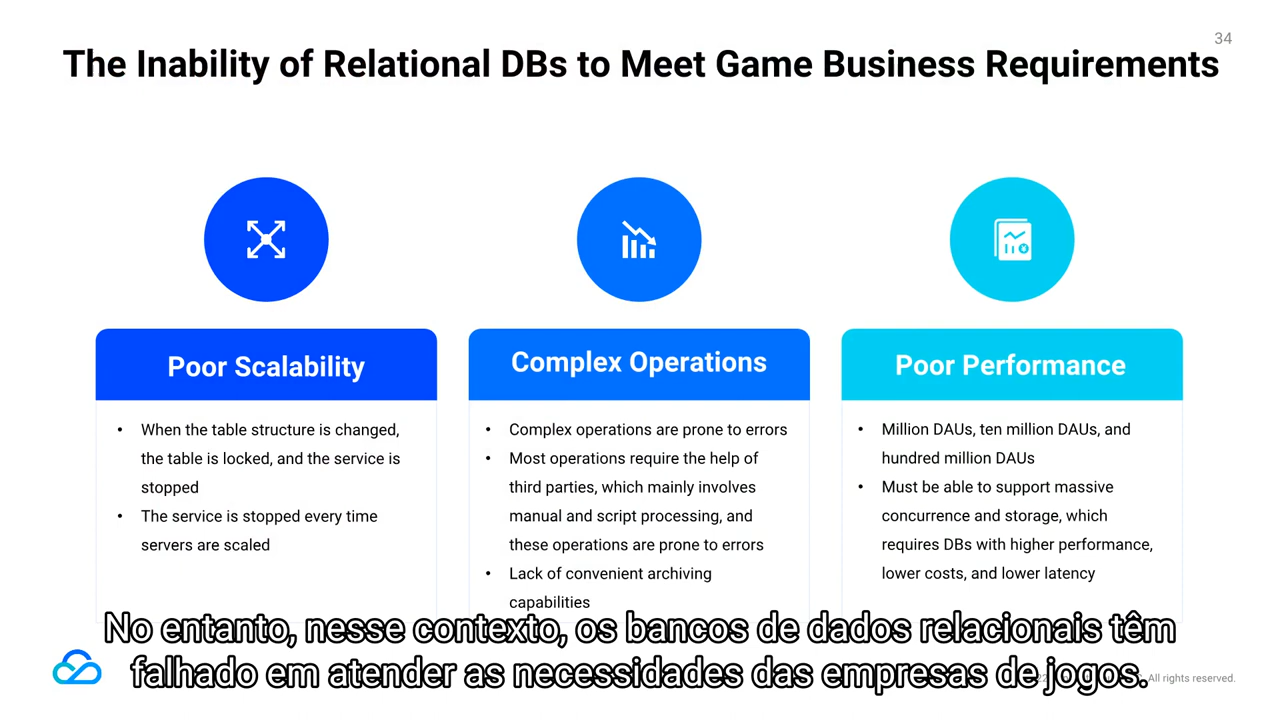 34
The Inability of Relational DBs to Meet Game Business Requirements
Poor Scalability
• When the table structure is changed,
the table is locked, and the service is
stopped
• The service is stopped every time
servers are scaled
Complex Operations
• Complex operations are prone to errors
• Most operations require the help of
third parties, which mainly involves
manual and script processing, and
these operations are prone to errors
• Lack of convenient archiving
capabilities
Poor Performance
• Million DAUs, ten million DAUs, and
hundred million DAUs
• Must be able to support massive
concurrence and storage, which
requires DBs with higher performance,
lower costs, and lower latency
No entanto, nesse contexto, os bancos de dados relacionais têm
falhado em atender as necessidades das empresas de jogos.
All rights reserved.